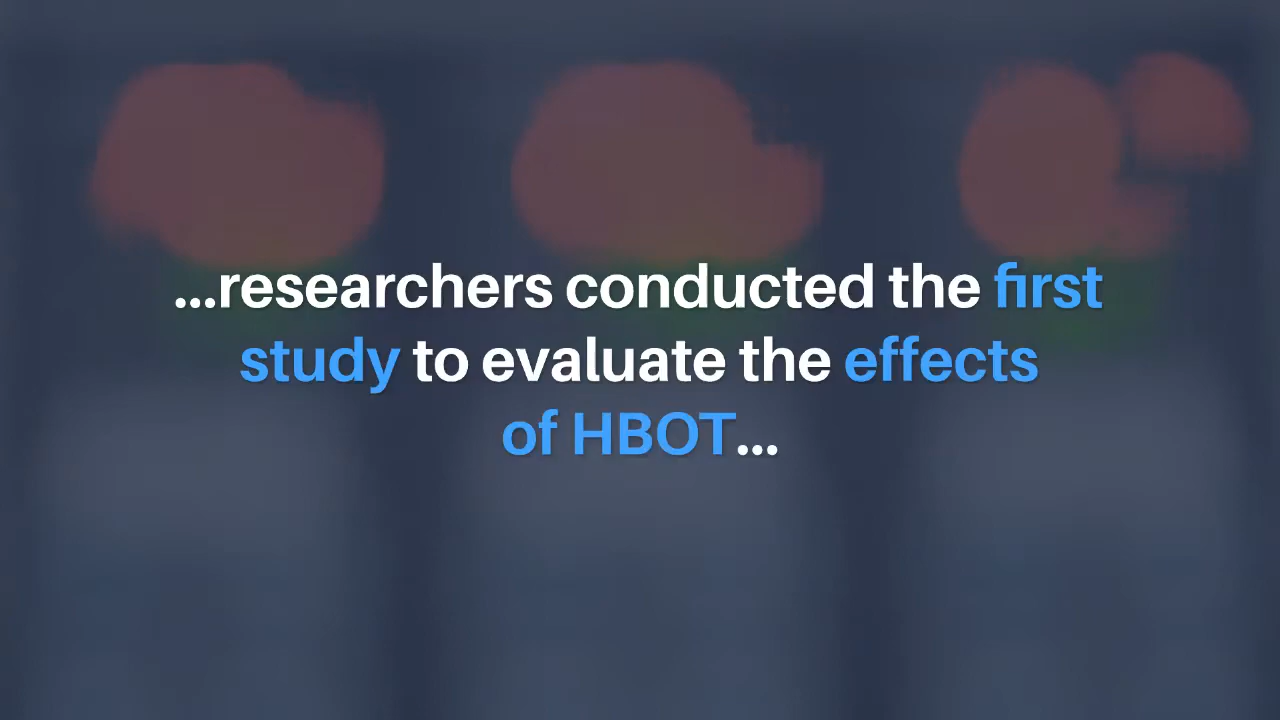 ...researchers conducted the first
study to evaluate the effects
of HBOT...